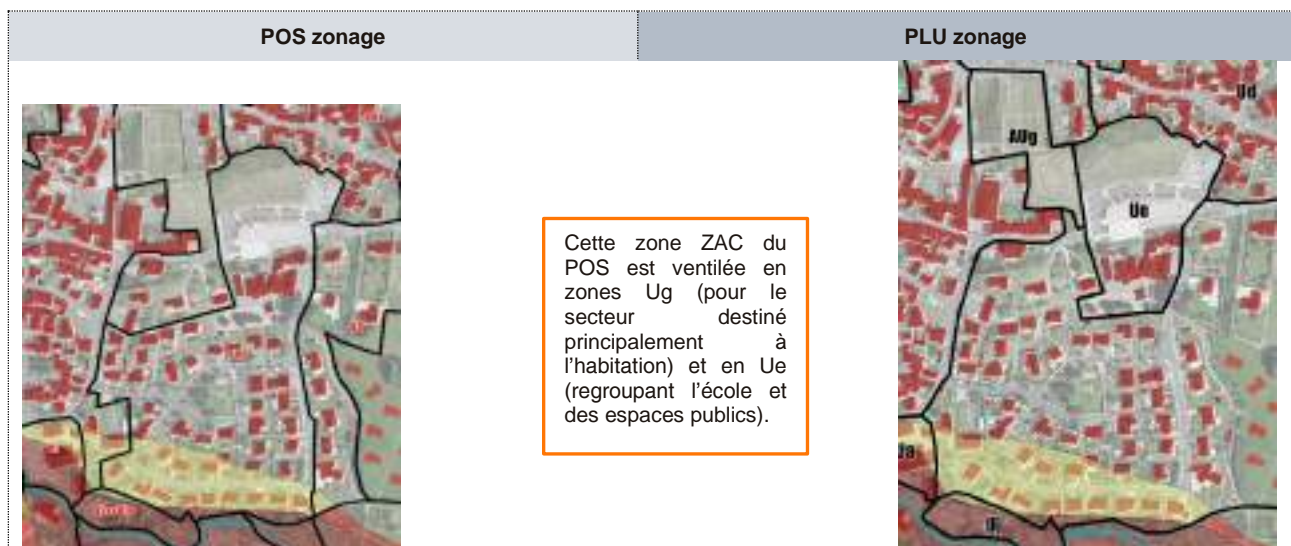 POS zonage
PLU zonage
Cette zone ZAC du
POS est ventilée en
zones Ug (pour le
secteur destiné
principalement à
l'habitation) et en Ue
(regroupant l'école et
des espaces publics).
Ud
AUg
Ue